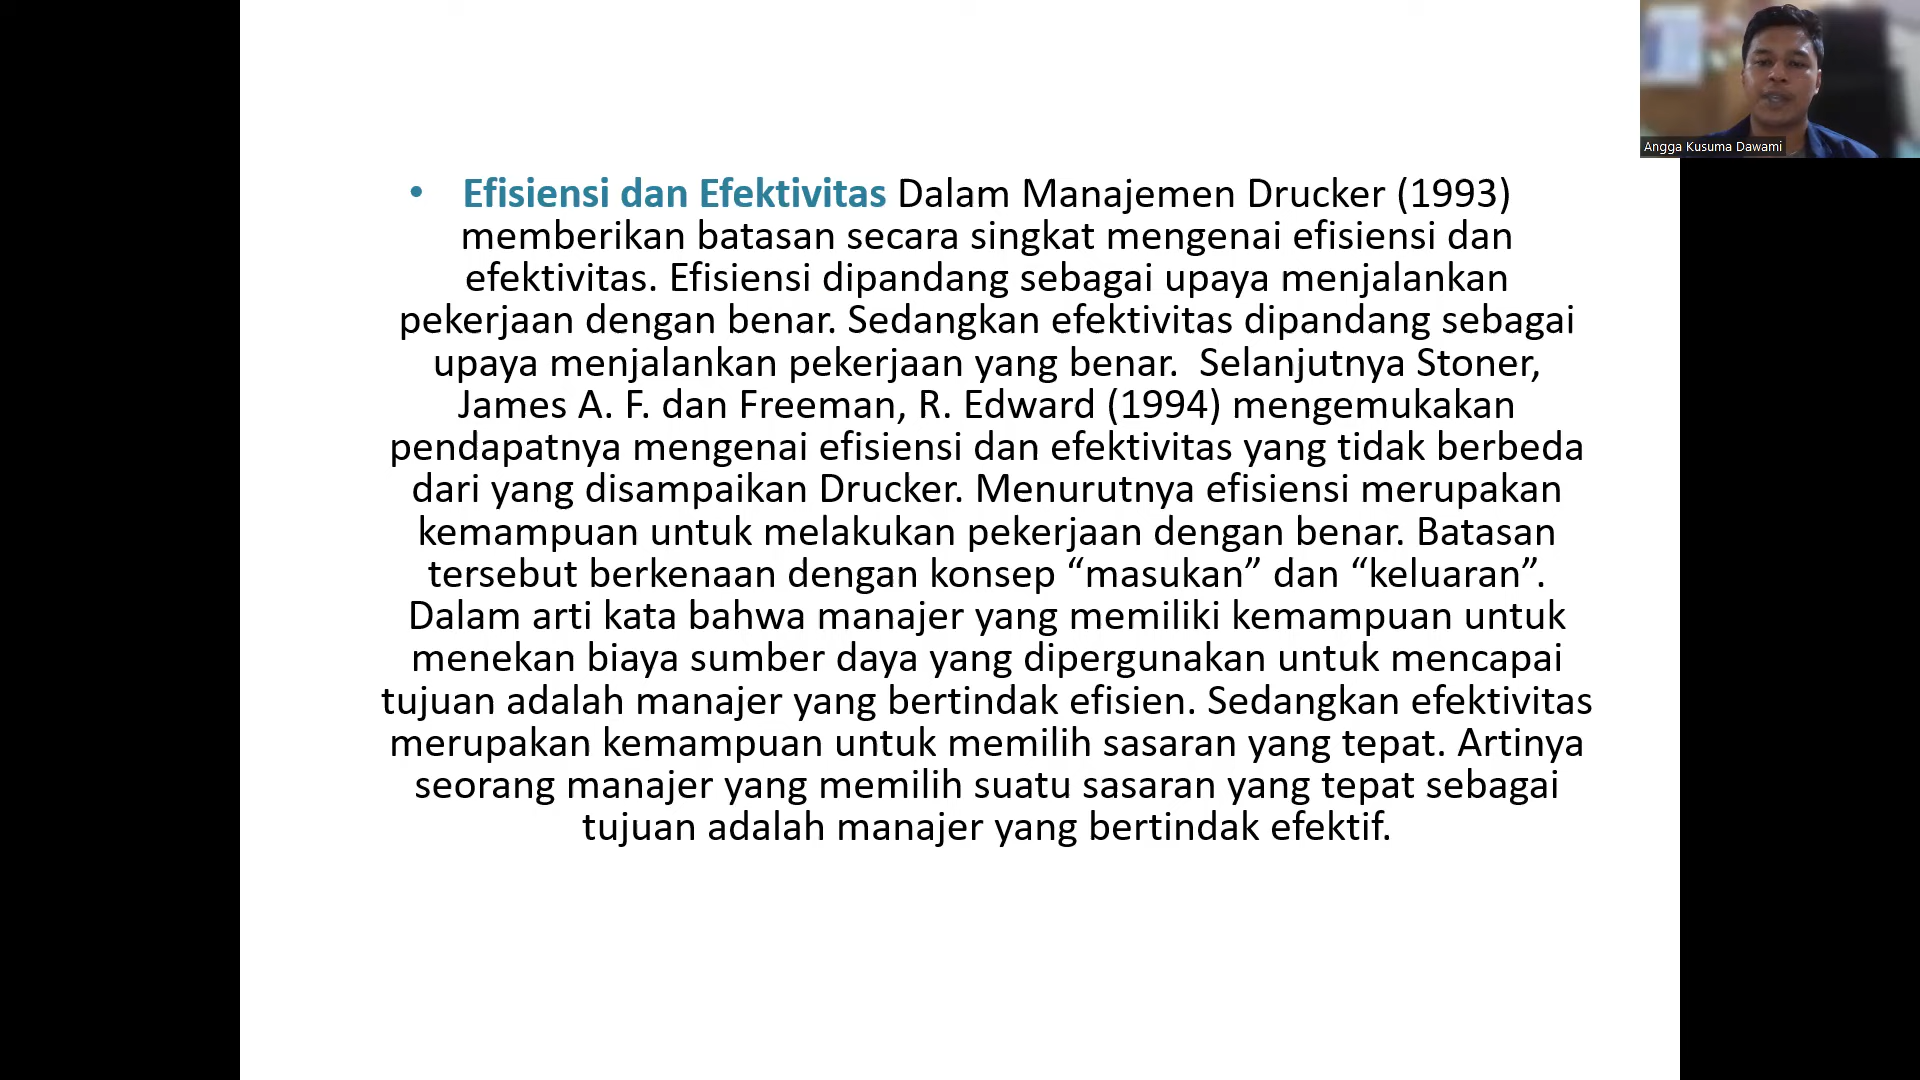 Angga Kusuma Dawami
• Efisiensi dan Efektivitas Dalam Manajemen Drucker (1993)
memberikan batasan secara singkat mengenai efisiensi dan
efektivitas. Efisiensi dipandang sebagai upaya menjalankan
pekerjaan dengan benar. Sedangkan efektivitas dipandang sebagai
upaya menjalankan pekerjaan yang benar.  Selanjutnya Stoner,
James A. F. dan Freeman, R. Edward (1994) mengemukakan
pendapatnya mengenai efisiensi dan efektivitas yang tidak berbeda
dari yang disampaikan Drucker. Menurutnya efisiensi merupakan
kemampuan untuk melakukan pekerjaan dengan benar. Batasan
tersebut berkenaan dengan konsep “masukan” dan “keluaran”.
Dalam arti kata bahwa manajer yang memiliki kemampuan untuk
menekan biaya sumber daya yang dipergunakan untuk mencapai
tujuan adalah manajer yang bertindak efisien. Sedangkan efektivitas
merupakan kemampuan untuk memilih sasaran yang tepat. Artinya
seorang manajer yang memilih suatu sasaran yang tepat sebagai
tujuan adalah manajer yang bertindak efektif.